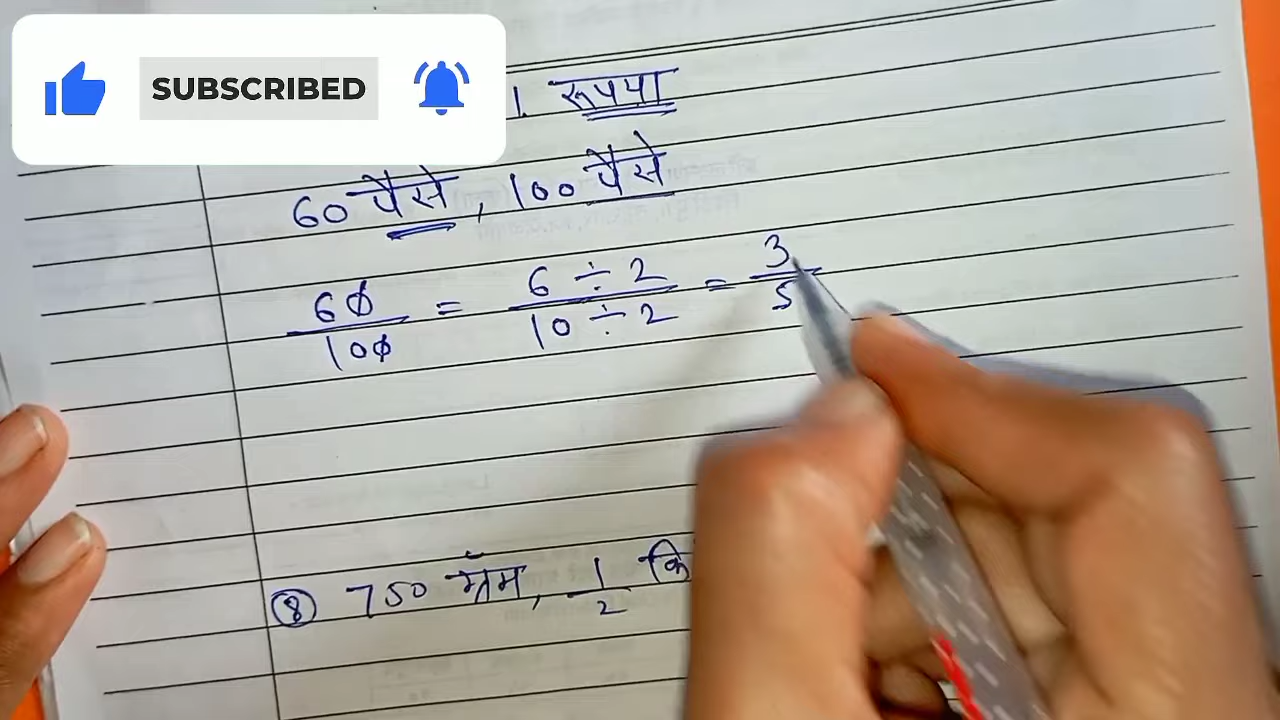 SUBSCRIBED
1. रूपया
60 पैसे, 100 पैसे
60/100 = 6 ÷ 2/10 ÷ 2 = 3/5
⑧ 750 ग्रॅम, 1/2 कि